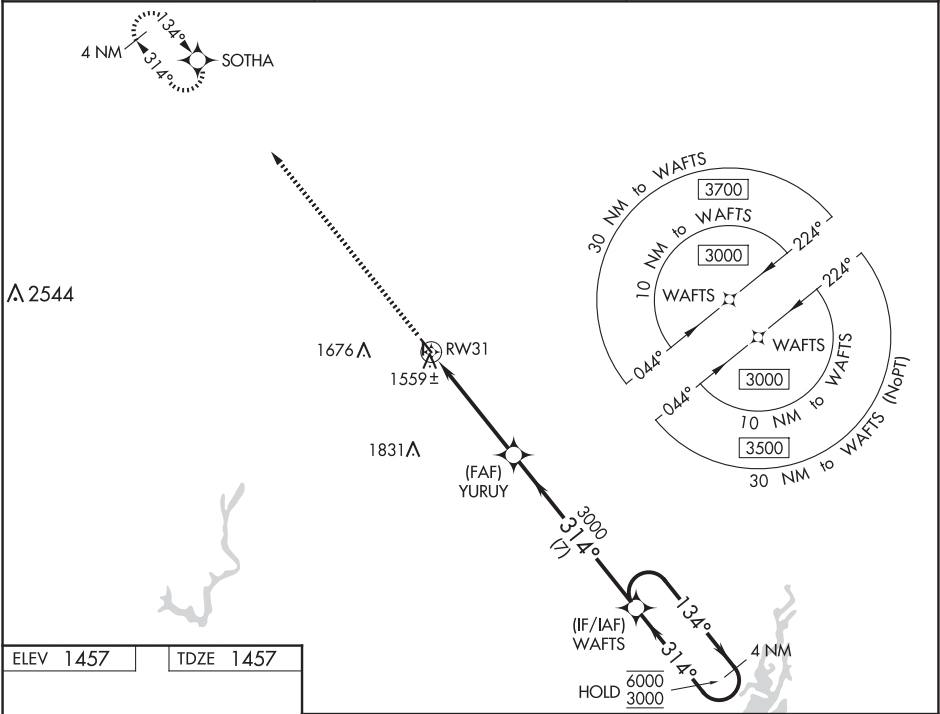 134°
4 NM
314°
SOTHA
30 NM to WAFTS
3700
10 NM to WAFTS
3000
224°
WAFTS
044°
224°
WAFTS
044°
3000
10 NM to WAFTS
3500
30 NM to WAFTS (NoPT)
2544
1676
RW31
1559±
1831
(FAF)
YURUY
3000
314°
(7)
(IF/IAF)
WAFTS
134°
314°
4 NM
HOLD 6000
3000
ELEV 1457
TDZE 1457